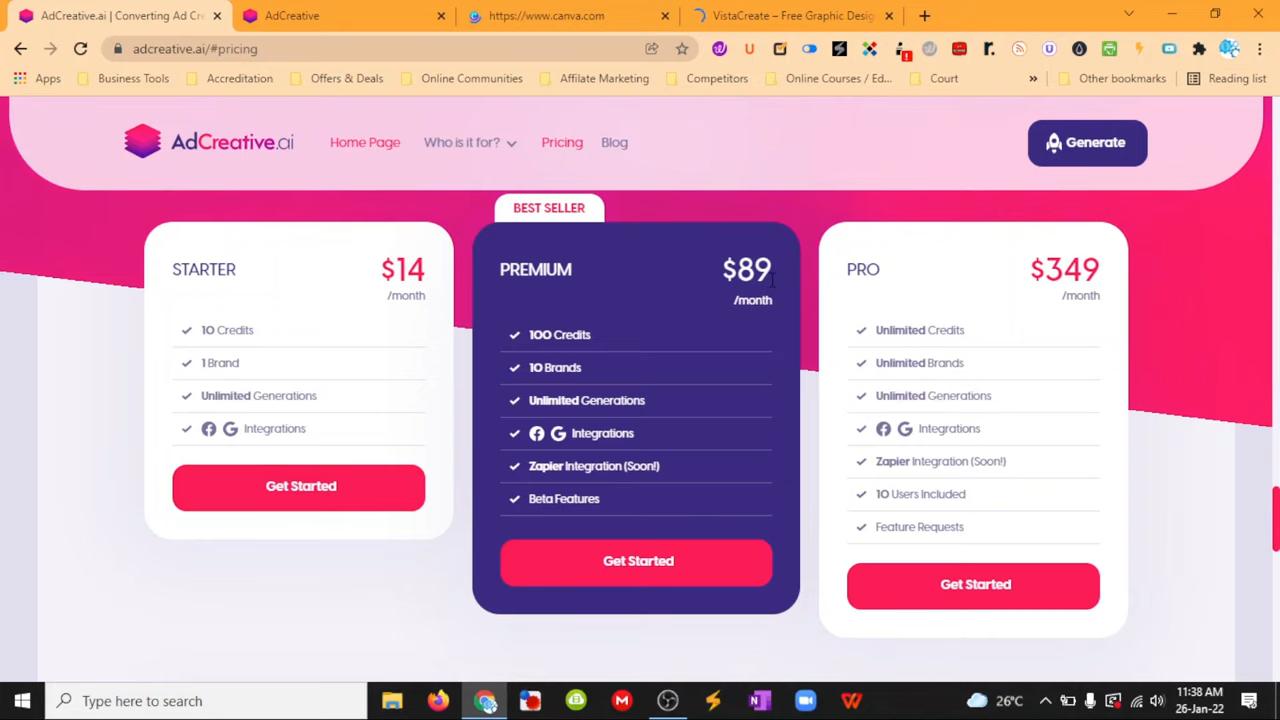 AdCreative.ai | Converting Ad Cre
AdCreative
https://www.canva.com
VistaCreate – Free Graphic Desig
adcreative.ai/#pricing
Apps
Business Tools
Accreditation
Offers & Deals
Online Communities
Affilate Marketing
Competitors
Online Courses / Ed...
Court
»
Other bookmarks
Reading list
AdCreative.ai
Home Page
Who is it for?
Pricing
Blog
Generate
BEST SELLER
STARTER
$14
/month
10 Credits
1 Brand
Unlimited Generations
Integrations
Get Started
PREMIUM
$89
/month
100 Credits
10 Brands
Unlimited Generations
Integrations
Zapier Integration (Soon!)
Beta Features
Get Started
PRO
$349
/month
Unlimited Credits
Unlimited Brands
Unlimited Generations
Integrations
Zapier Integration (Soon!)
10 Users Included
Feature Requests
Get Started
Type here to search
26°C
11:38 AM
26-Jan-22